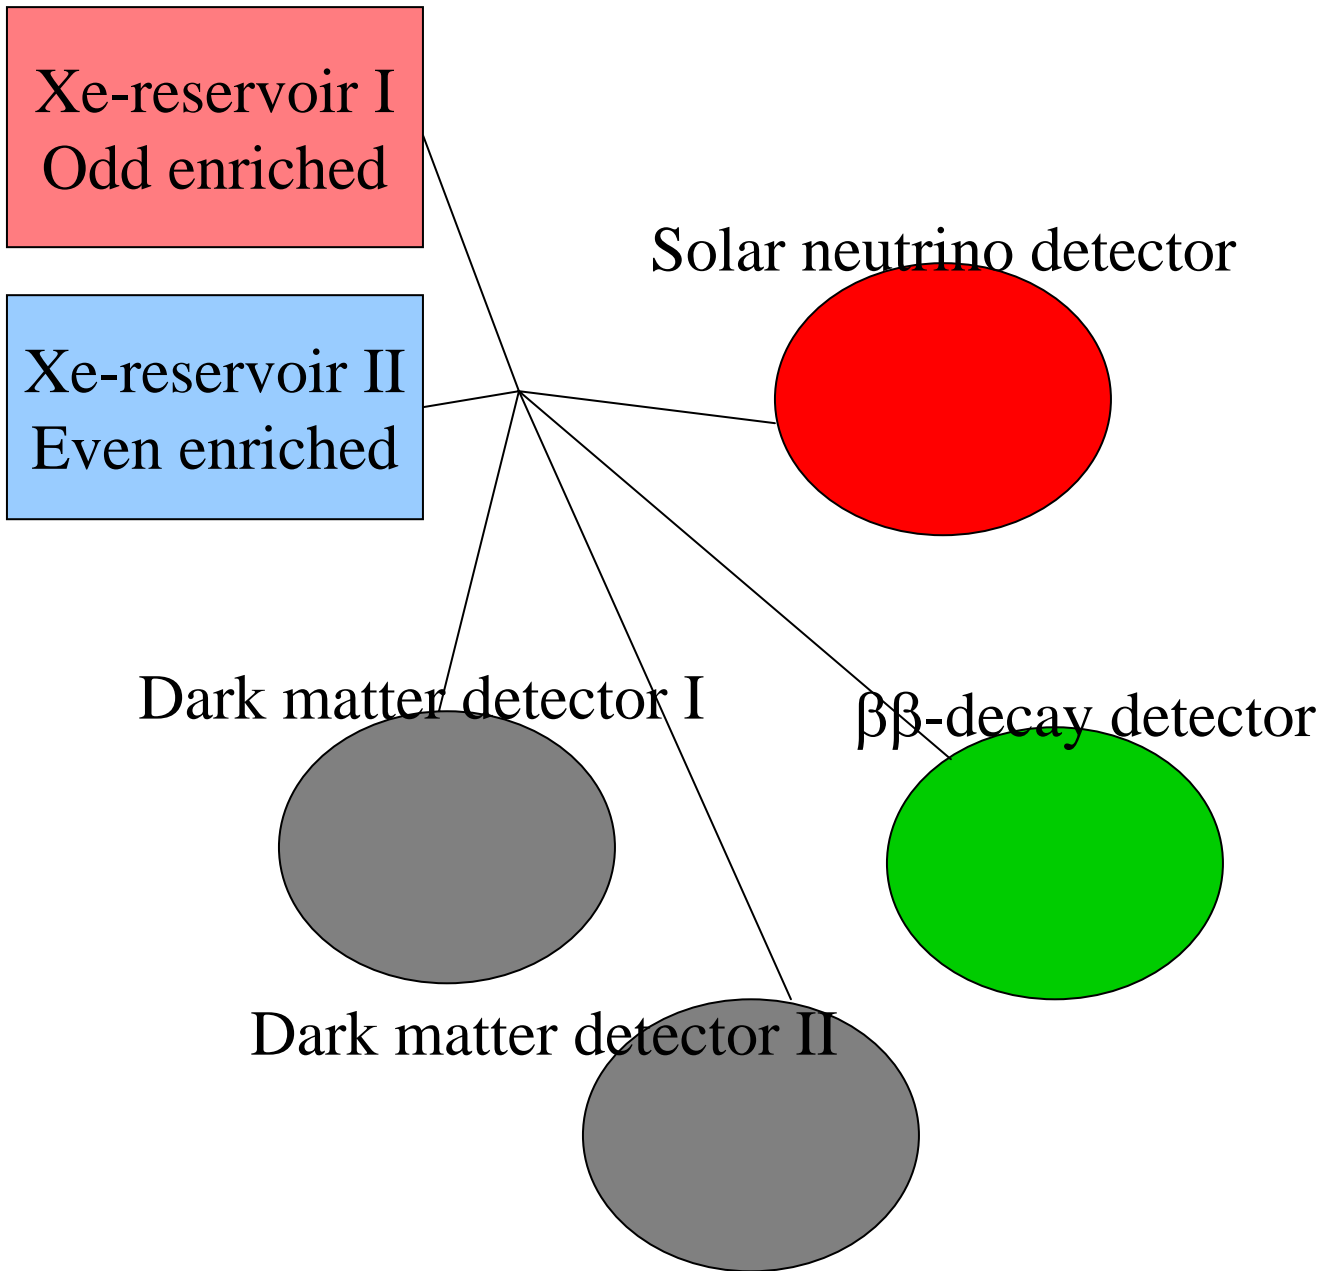 Xe-reservoir I
Odd enriched
Solar neutrino detector
Xe-reservoir II
Even enriched
Dark matter detector I
ββ-decay detector
Dark matter detector II